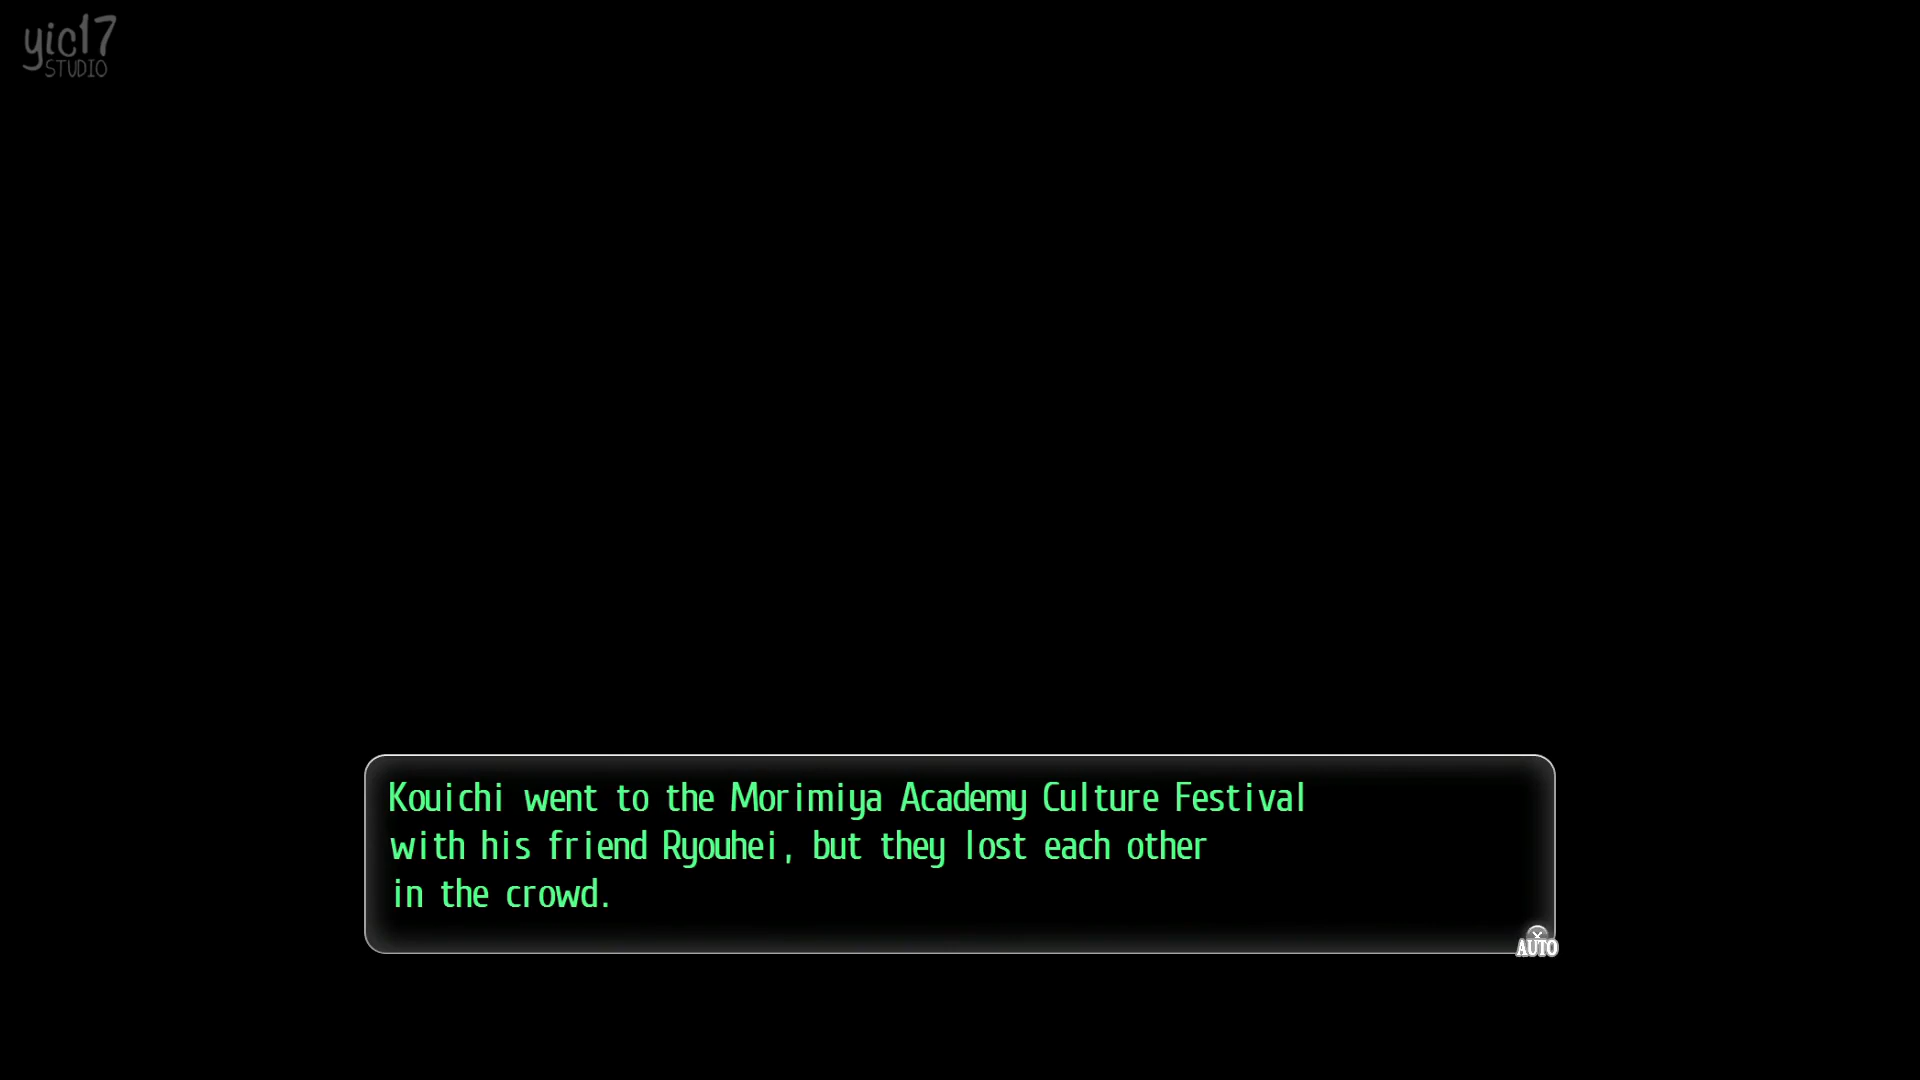 yic17
STUDIO
Kouichi went to the Morimiya Academy Culture Festival
with his friend Ryouhei, but they lost each other
in the crowd.
AUTO